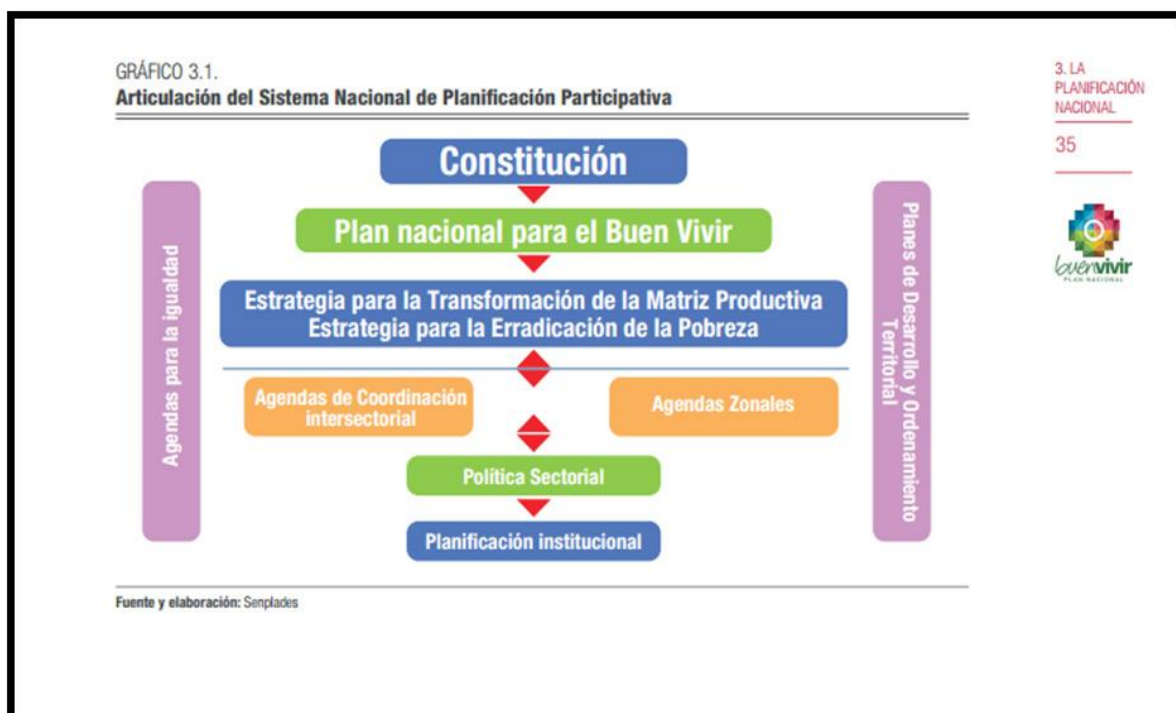 GRÁFICO 3.1.
Articulación del Sistema Nacional de Planificación Participativa
3. LA
PLANIFICACIÓN
NACIONAL
35
buenvivir
PLAN NACIONAL
Constitución
Plan nacional para el Buen Vivir
Estrategia para la Transformación de la Matriz Productiva
Estrategia para la Erradicación de la Pobreza
Agendas para la igualdad
Agendas de Coordinación
intersectorial
Agendas Zonales
Planes de Desarrollo y Ordenamiento
Territorial
Política Sectorial
Planificación institucional
Fuente y elaboración: Senplades